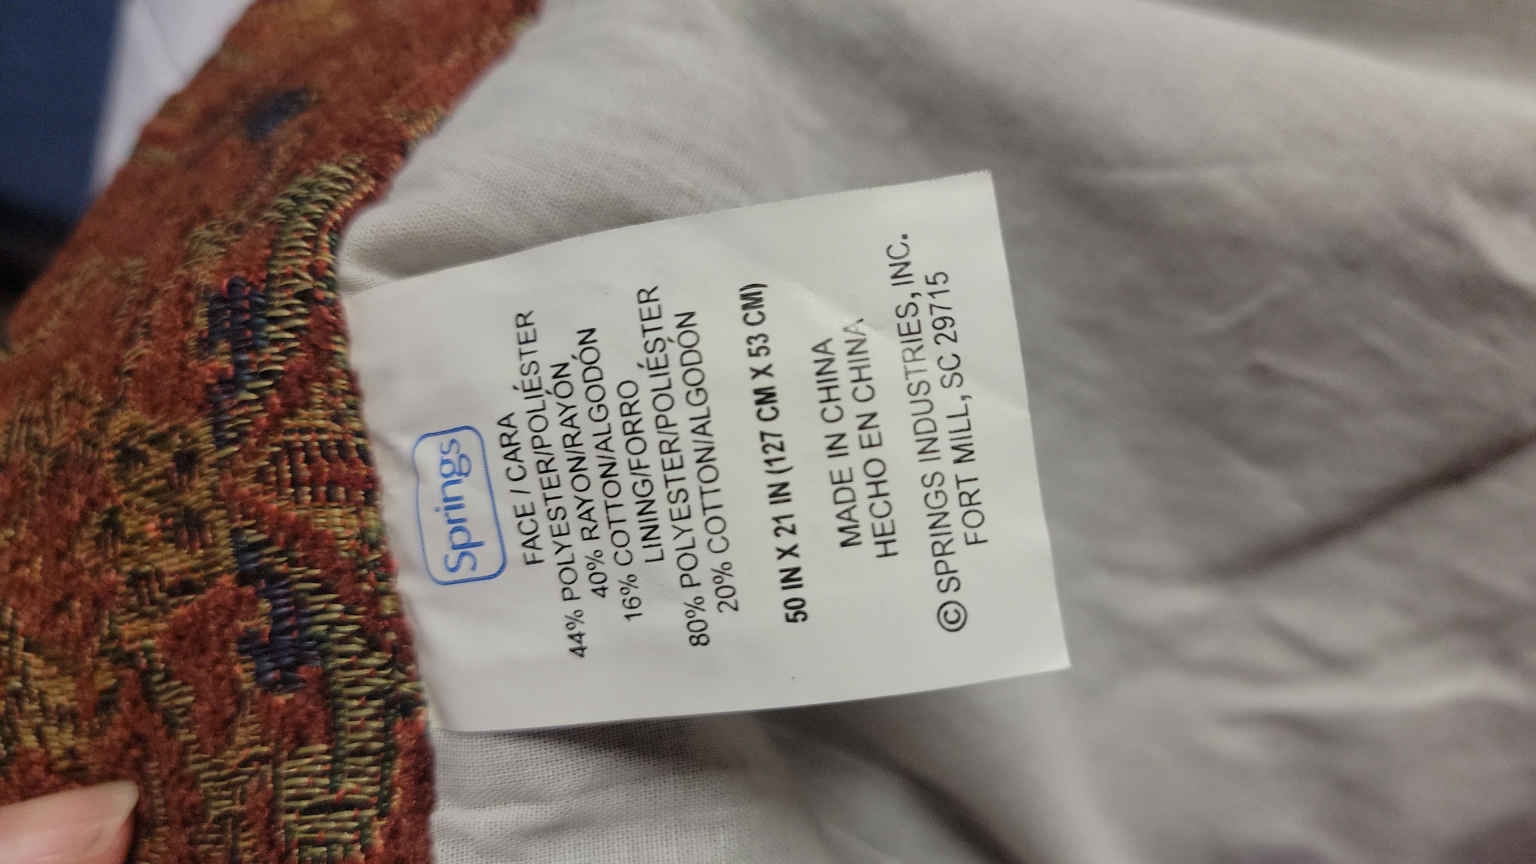 Springs
FACE / CARA
44% POLYESTER/POLIÉSTER
40% RAYON/RAYÓN
16% COTTON/ALGODÓN
LINING/FORRO
80% POLYESTER/POLIÉSTER
20% COTTON/ALGODÓN
50 IN X 21 IN (127 CM X 53 CM)
MADE IN CHINA
HECHO EN CHINA
© SPRINGS INDUSTRIES, INC.
FORT MILL, SC 29715